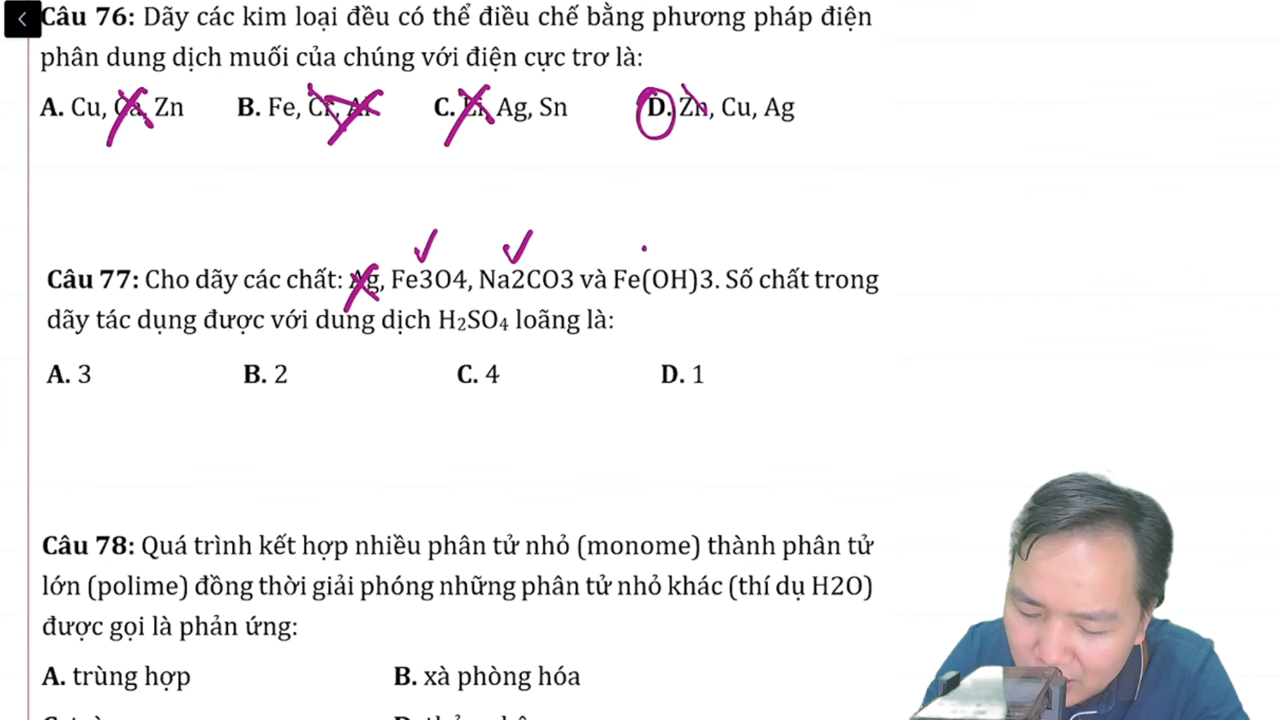 Câu 76: Dãy các kim loại đều có thể điều chế bằng phương pháp điện
phân dung dịch muối của chúng với điện cực trơ là:
A. Cu, Ca, Zn B. Fe, Cr, Al C. Li, Ag, Sn D. Zn, Cu, Ag
Câu 77: Cho dãy các chất: Ag, Fe3O4, Na2CO3 và Fe(OH)3. Số chất trong
dãy tác dụng được với dung dịch H₂SO₄ loãng là:
A. 3 B. 2 C. 4 D. 1
Câu 78: Quá trình kết hợp nhiều phân tử nhỏ (monome) thành phân tử
lớn (polime) đồng thời giải phóng những phân tử nhỏ khác (thí dụ H2O)
được gọi là phản ứng:
A. trùng hợp B. xà phòng hóa